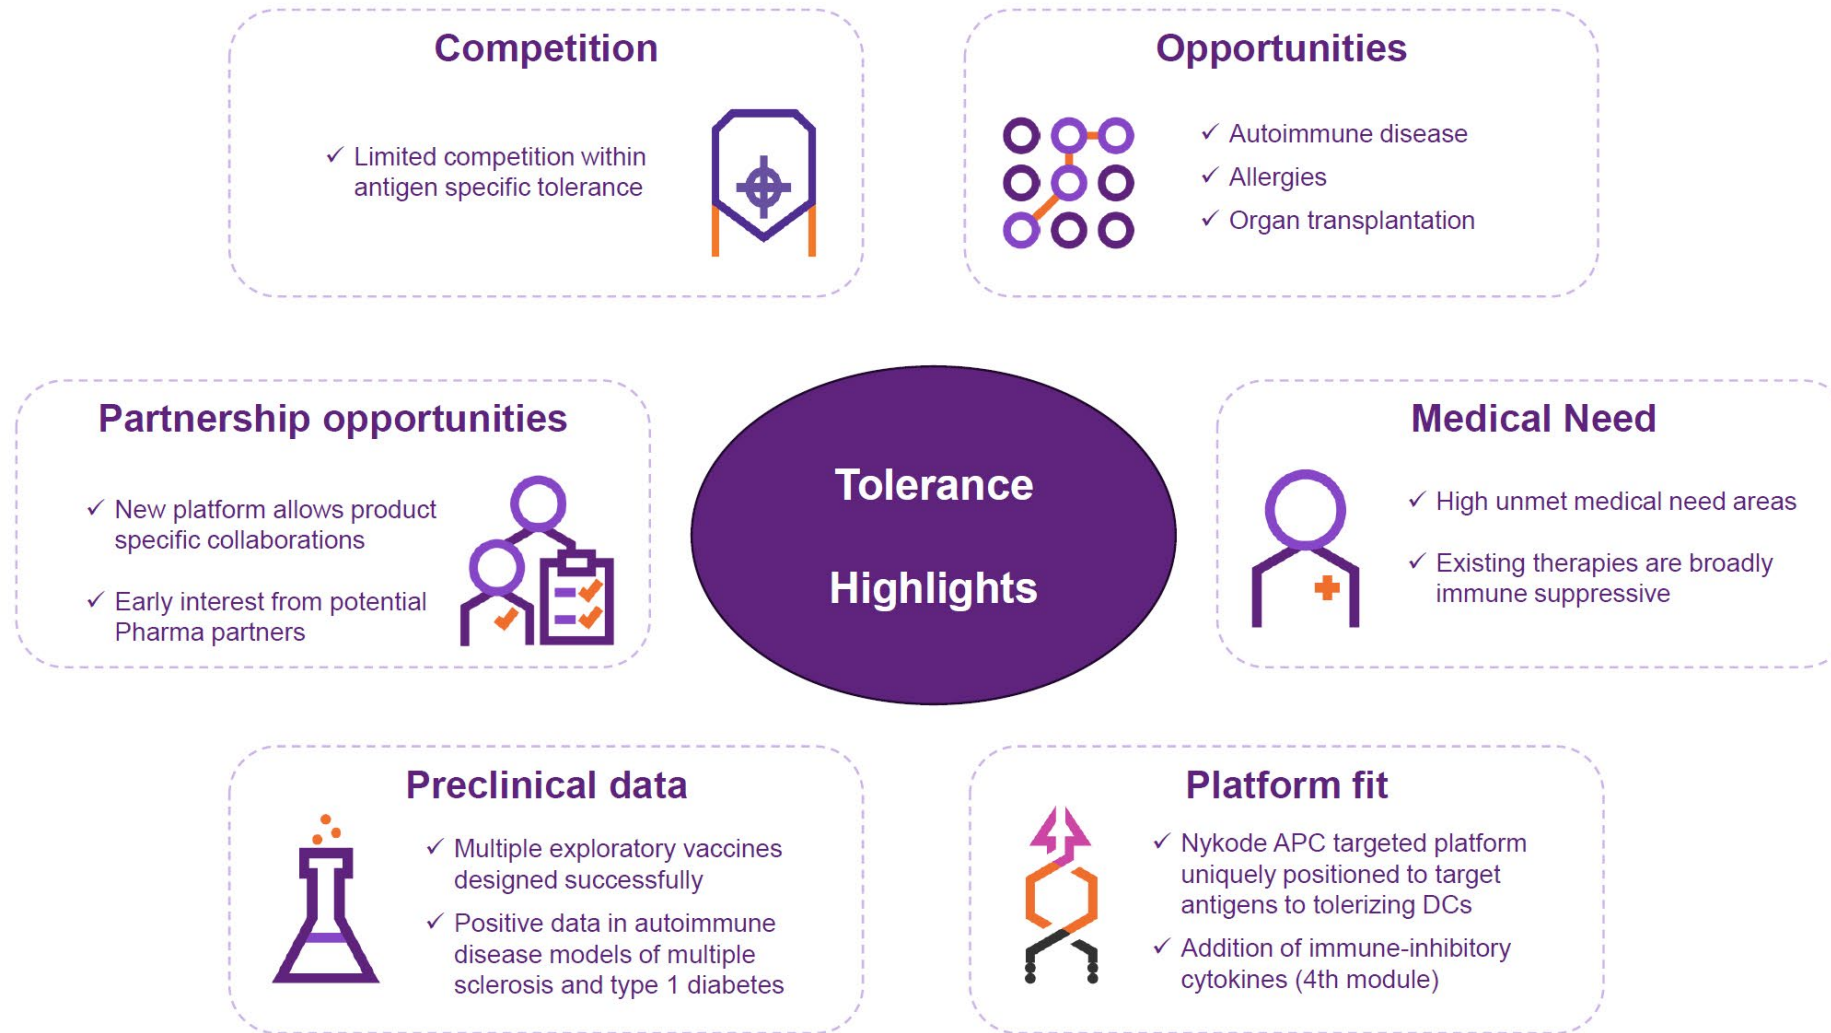 Competition
✓ Limited competition within
antigen specific tolerance
Opportunities
✓ Autoimmune disease
✓ Allergies
✓ Organ transplantation
Partnership opportunities
✓ New platform allows product
specific collaborations
✓ Early interest from potential
Pharma partners
Tolerance
Highlights
Medical Need
✓ High unmet medical need areas
✓ Existing therapies are broadly
immune suppressive
Preclinical data
✓ Multiple exploratory vaccines
designed successfully
✓ Positive data in autoimmune
disease models of multiple
sclerosis and type 1 diabetes
Platform fit
✓ Nykode APC targeted platform
uniquely positioned to target
antigens to tolerizing DCs
✓ Addition of immune-inhibitory
cytokines (4th module)